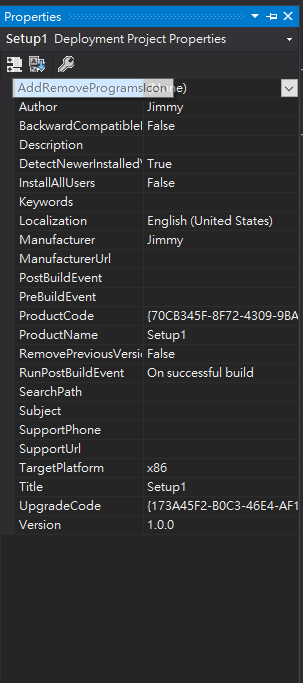 Properties
Setup1 Deployment Project Properties
AddRemoveProgramsIcon
Author Jimmy
BackwardCompatibleI False
Description
DetectNewerInstalledV True
InstallAllUsers False
Keywords
Localization English (United States)
Manufacturer Jimmy
ManufacturerUrl
PostBuildEvent
PreBuildEvent
ProductCode {70CB345F-8F72-4309-9BA
ProductName Setup1
RemovePreviousVersio False
RunPostBuildEvent On successful build
SearchPath
Subject
SupportPhone
SupportUrl
TargetPlatform x86
Title Setup1
UpgradeCode {173A45F2-B0C3-46E4-AF1
Version 1.0.0